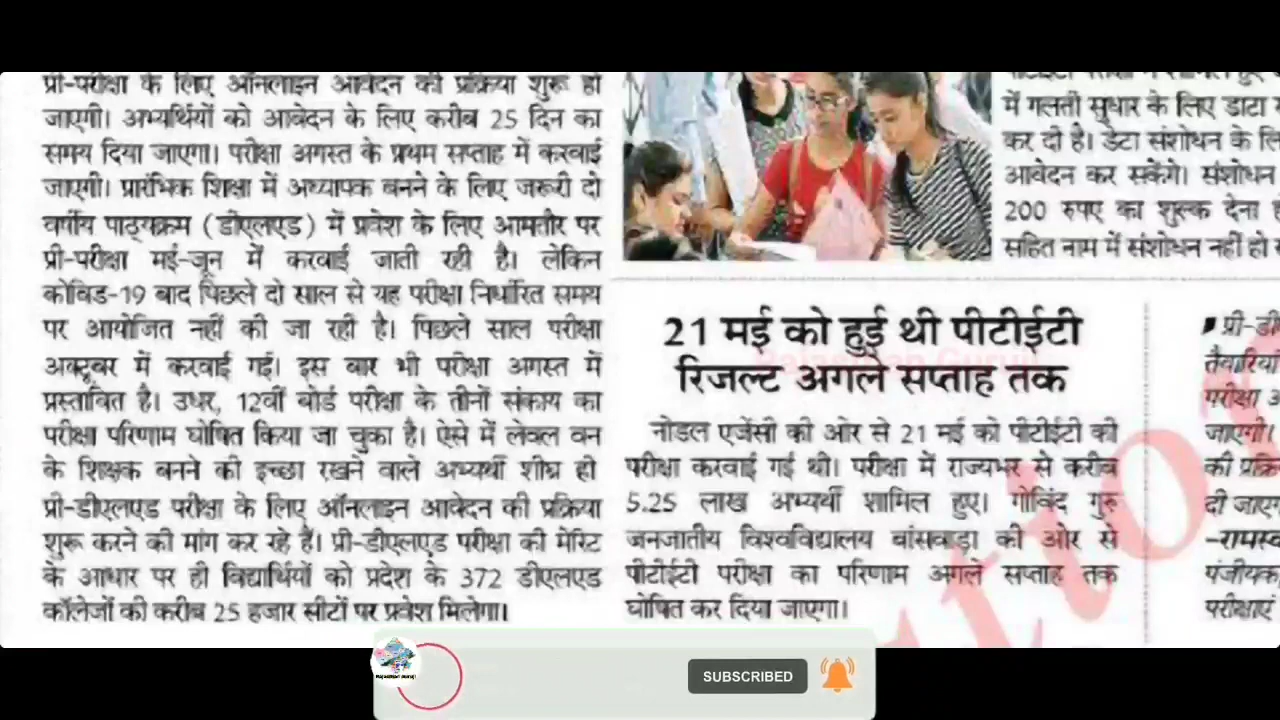 प्री-परीक्षा के लिए ऑनलाइन आवेदन की प्रक्रिया शुरू हो
जाएगी। अभ्यर्थियों को आवेदन के लिए करीब 25 दिन का
समय दिया जाएगा। परीक्षा अगस्त के प्रथम सप्ताह में करवाई
जाएगी। प्रारंभिक शिक्षा में अध्यापक बनने के लिए जरूरी दो
वर्षीय पाठ्यक्रम (डीएलएड) में प्रवेश के लिए आमतौर पर
प्री-परीक्षा मई-जून में करवाई जाती रही है। लेकिन
कोविड-19 बाद पिछले दो साल से यह परीक्षा निर्धारित समय
पर आयोजित नहीं की जा रही है। पिछले साल परीक्षा
अक्टूबर में करवाई गई। इस बार भी परीक्षा अगस्त में
प्रस्तावित है। उधर, 12वीं बोर्ड परीक्षा के तीनों संकाय का
परीक्षा परिणाम घोषित किया जा चुका है। ऐसे में लेवल वन
के शिक्षक बनने की इच्छा रखने वाले अभ्यर्थी शीघ्र ही
प्री-डीएलएड परीक्षा के लिए ऑनलाइन आवेदन की प्रक्रिया
शुरू करने की मांग कर रहे हैं। प्री-डीएलएड परीक्षा की मेरिट
के आधार पर ही विद्यार्थियों को प्रदेश के 372 डीएलएड
कॉलेजों की करीब 25 हजार सीटों पर प्रवेश मिलेगा।
में गलती सुधार के लिए डाटा
कर दी है। डेटा संशोधन के लि
आवेदन कर सकेंगे। संशोधन
200 रुपए का शुल्क देना
सहित नाम में संशोधन नहीं हो
21 मई को हुई थी पीटीईटी
रिजल्ट अगले सप्ताह तक
Rajasthan Guruji
नोडल एजेंसी की ओर से 21 मई को पीटीईटी की
परीक्षा करवाई गई थी। परीक्षा में राज्यभर से करीब
5.25 लाख अभ्यर्थी शामिल हुए। गोविंद गुरु
जनजातीय विश्वविद्यालय बांसवाड़ा की ओर से
पीटीईटी परीक्षा का परिणाम अगले सप्ताह तक
घोषित कर दिया जाएगा।
प्री-डी
तैयारियां
परीक्षा अ
जाएगी।
की प्रक्रि
दी जाए
पंजीयक
परीक्षाएं
Rajasthan Guruji
SUBSCRIBED